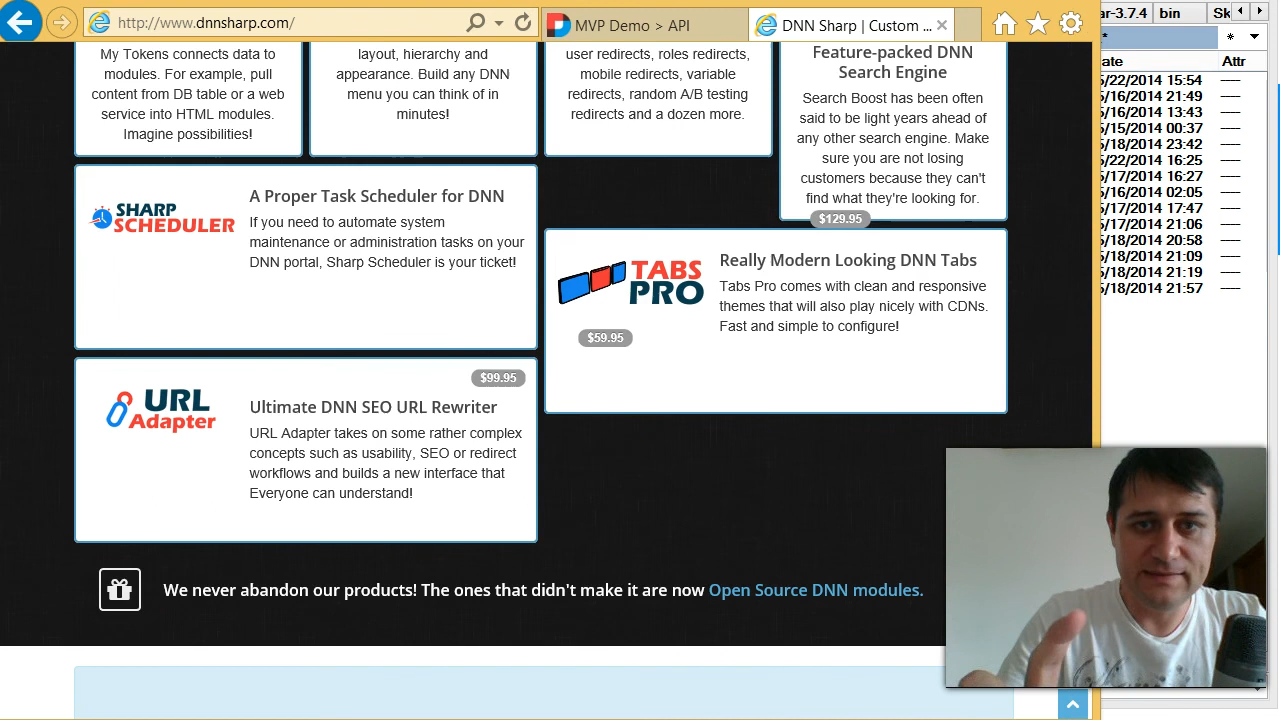 http://www.dnnsharp.com/
MVP Demo > API
DNN Sharp | Custom ...
ar-3.7.4
bin
Sk
*
*
ate
Attr
My Tokens connects data to
modules. For example, pull
content from DB table or a web
service into HTML modules.
Imagine possibilities!
layout, hierarchy and
appearance. Build any DNN
menu you can think of in
minutes!
user redirects, roles redirects,
mobile redirects, variable
redirects, random A/B testing
redirects and a dozen more.
Feature-packed DNN
Search Engine
Search Boost has been often
said to be light years ahead of
any other search engine. Make
sure you are not losing
customers because they can't
find what they're looking for.
$129.95
/22/2014 15:54 ----
/16/2014 21:49 ----
/16/2014 13:43 ----
/15/2014 00:37 ----
/18/2014 23:42 ----
/22/2014 16:25 ----
/17/2014 16:27 ----
/16/2014 02:05 ----
/17/2014 17:47 ----
/17/2014 21:06 ----
/18/2014 20:58 ----
/18/2014 21:09 ----
/18/2014 21:19 ----
/18/2014 21:57 ----
SHARP
SCHEDULER
A Proper Task Scheduler for DNN
If you need to automate system
maintenance or administration tasks on your
DNN portal, Sharp Scheduler is your ticket!
TABS
PRO
$59.95
Really Modern Looking DNN Tabs
Tabs Pro comes with clean and responsive
themes that will also play nicely with CDNs.
Fast and simple to configure!
$99.95
URL
Adapter
Ultimate DNN SEO URL Rewriter
URL Adapter takes on some rather complex
concepts such as usability, SEO or redirect
workflows and builds a new interface that
Everyone can understand!
We never abandon our products! The ones that didn't make it are now Open Source DNN modules.